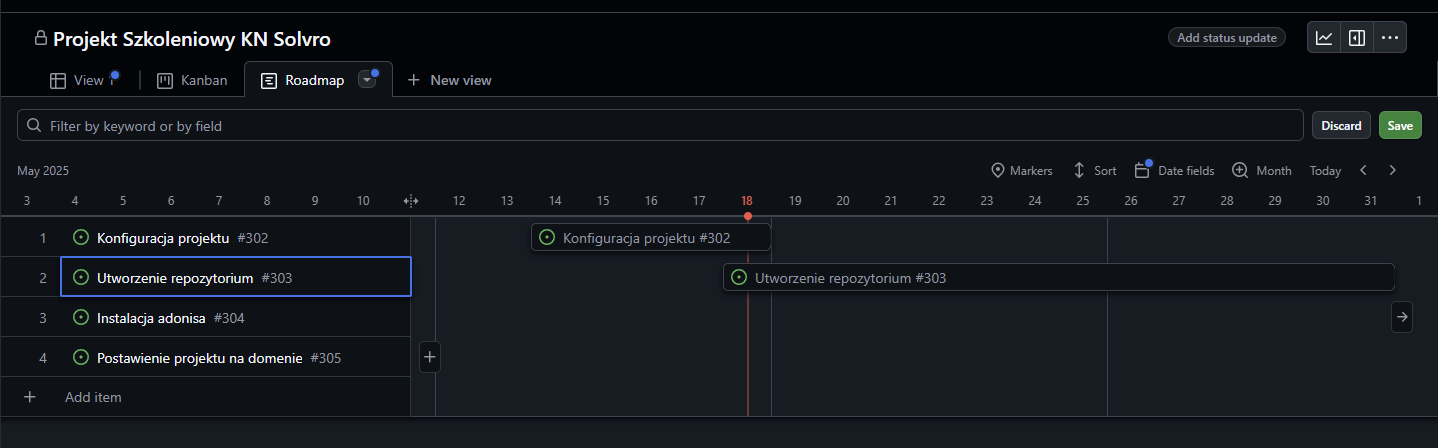 Projekt Szkoleniowy KN Solvro
Add status update
View
Kanban
Roadmap
New view
Filter by keyword or by field
Discard
Save
May 2025
Markers
Sort
Date fields
Month
Today
3 4 5 6 7 8 9 10 12 13 14 15 16 17 18 19 20 21 22 23 24 25 26 27 28 29 30 31 1
1 Konfiguracja projektu #302
Konfiguracja projektu #302
2 Utworzenie repozytorium #303
Utworzenie repozytorium #303
3 Instalacja adonisa #304
4 Postawienie projektu na domenie #305
Add item